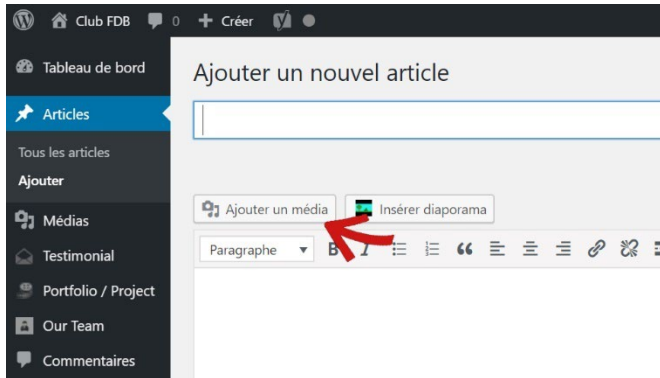 Club FDB 0 + Créer
Tableau de bord
Ajouter un nouvel article
Articles
Tous les articles
Ajouter
Ajouter un média Insérer diaporama
Médias
Paragraphe B I
Testimonial
Portfolio / Project
Our Team
Commentaires